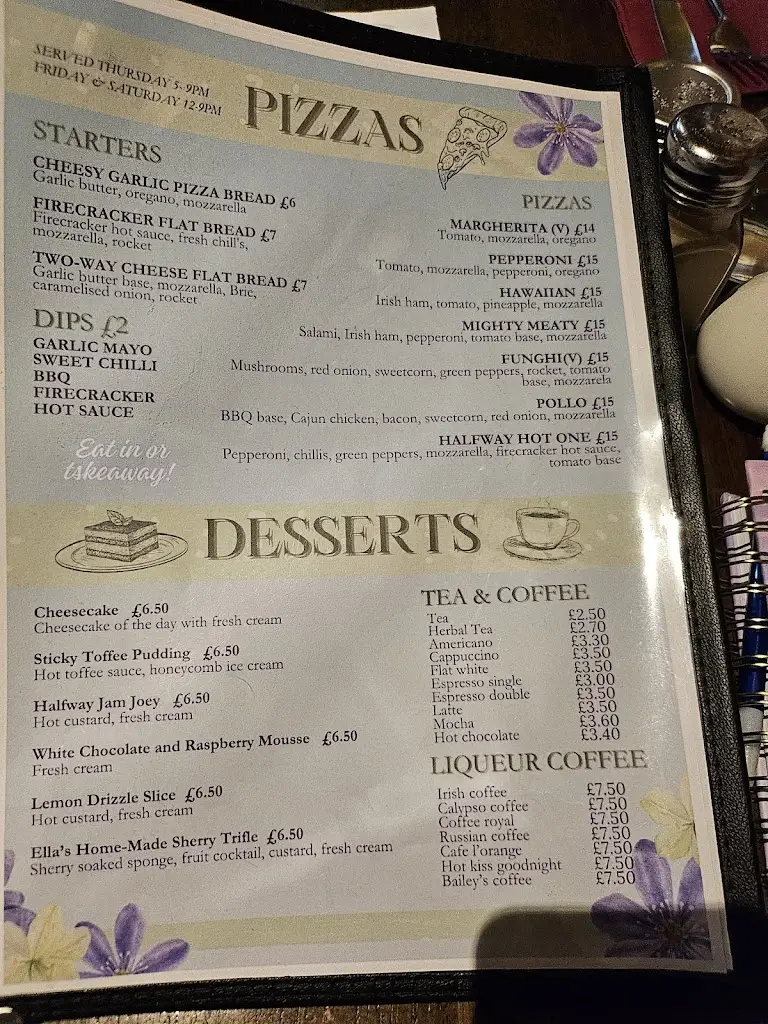 SERVED THURSDAY 5-9PM
FRIDAY & SATURDAY 12-9PM
PIZZAS
STARTERS
CHEESY GARLIC PIZZA BREAD £6
Garlic butter, oregano, mozzarella
FIRECRACKER FLAT BREAD £7
Firecracker hot sauce, fresh chill's,
mozzarella, rocket
TWO-WAY CHEESE FLAT BREAD £7
Garlic butter base, mozzarella, Brie,
caramelised onion, rocket
DIPS £2
GARLIC MAYO
SWEET CHILLI
BBQ
FIRECRACKER
HOT SAUCE
Eat in or
tskeaway!
PIZZAS
MARGHERITA (V) £14
Tomato, mozzarella, oregano
PEPPERONI £15
Tomato, mozzarella, pepperoni, oregano
HAWAIIAN £15
Irish ham, tomato, pineapple, mozzarella
MIGHTY MEATY £15
Salami, Irish ham, pepperoni, tomato base, mozzarella
FUNGHI(V) £15
Mushrooms, red onion, sweetcorn, green peppers, rocket, tomato
base, mozzarela
POLLO £15
BBQ base, Cajun chicken, bacon, sweetcorn, red onion, mozzarella
HALFWAY HOT ONE £15
Pepperoni, chillis, green peppers, mozzarella, firecracker hot sauce,
tomato base
DESSERTS
Cheesecake £6.50
Cheesecake of the day with fresh cream
Sticky Toffee Pudding £6.50
Hot toffee sauce, honeycomb ice cream
Halfway Jam Joey £6.50
Hot custard, fresh cream
White Chocolate and Raspberry Mousse £6.50
Fresh cream
Lemon Drizzle Slice £6.50
Hot custard, fresh cream
Ella's Home-Made Sherry Trifle £6.50
Sherry soaked sponge, fruit cocktail, custard, fresh cream
TEA & COFFEE
Tea £2.50
Herbal Tea £2.70
Americano £3.30
Cappuccino £3.50
Flat white £3.50
Espresso single £3.00
Espresso double £3.50
Latte £3.50
Mocha £3.60
Hot chocolate £3.40
LIQUEUR COFFEE
Irish coffee £7.50
Calypso coffee £7.50
Coffee royal £7.50
Russian coffee £7.50
Cafe l'orange £7.50
Hot kiss goodnight £7.50
Bailey's coffee £7.50